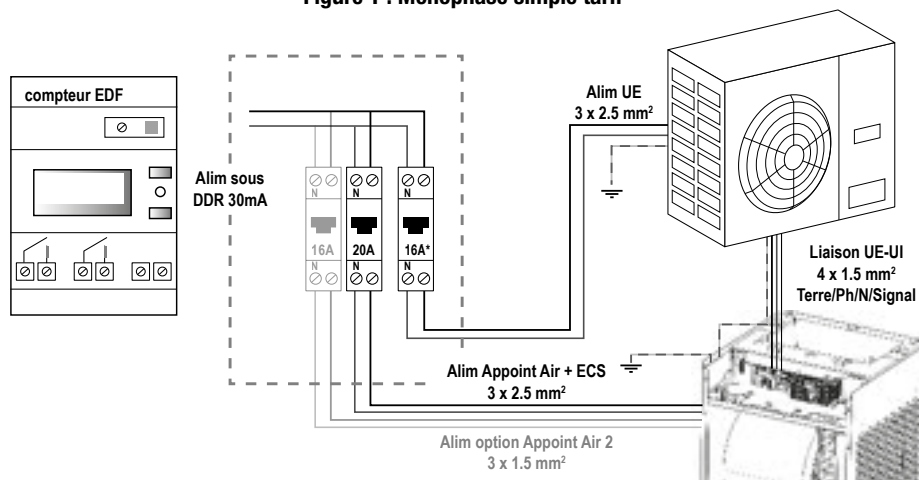 Figure 1 : Monophasé simple tarif
compteur EDF
Alim sous
DDR 30mA
N
16A
N
N
20A
N
N
16A*
N
Alim UE
3 x 2.5 mm²
Liaison UE-UI
4 x 1.5 mm²
Terre/Ph/N/Signal
Alim Appoint Air + ECS
3 x 2.5 mm²
Alim option Appoint Air 2
3 x 1.5 mm²